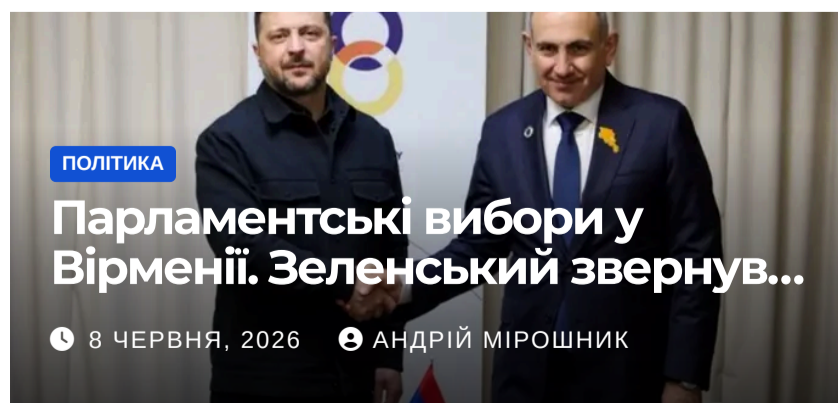 ПОЛІТИКА
Парламентські вибори у
Вірменії. Зеленський звернув...
8 ЧЕРВНЯ, 2026 АНДРІЙ МІРОШНИК